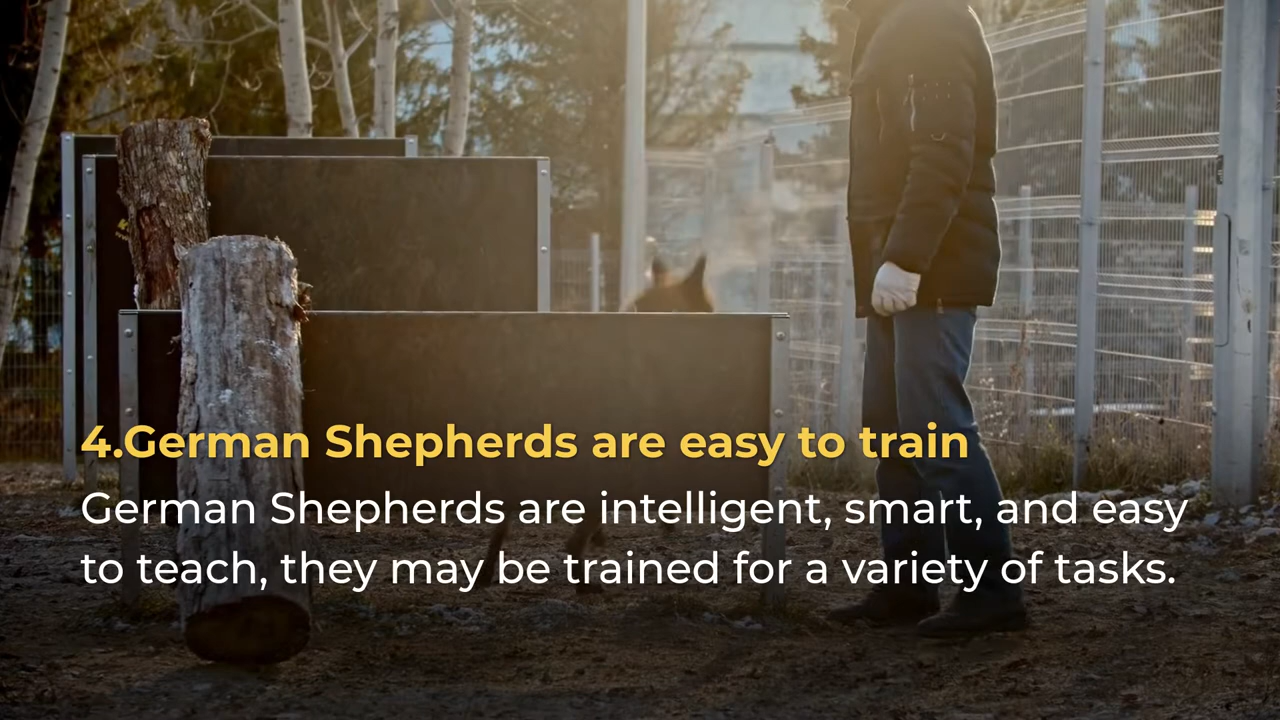 4.German Shepherds are easy to train
German Shepherds are intelligent, smart, and easy
to teach, they may be trained for a variety of tasks.